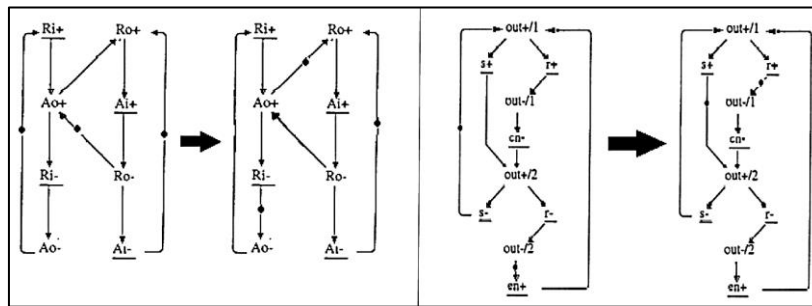 Ri+ Ro+ Ri+ Ro+ out+/1 out+/1
s+ r+ s+ r+
Ao+ Ai+ Ao+ Ai+ out-/1 out-/1
cn- cn-
Ri- Ro- Ri- Ro- out+/2 out+/2
s- r- s- r-
Ao- Ai- Ao- Ai- out-/2 out-/2
en+ en+